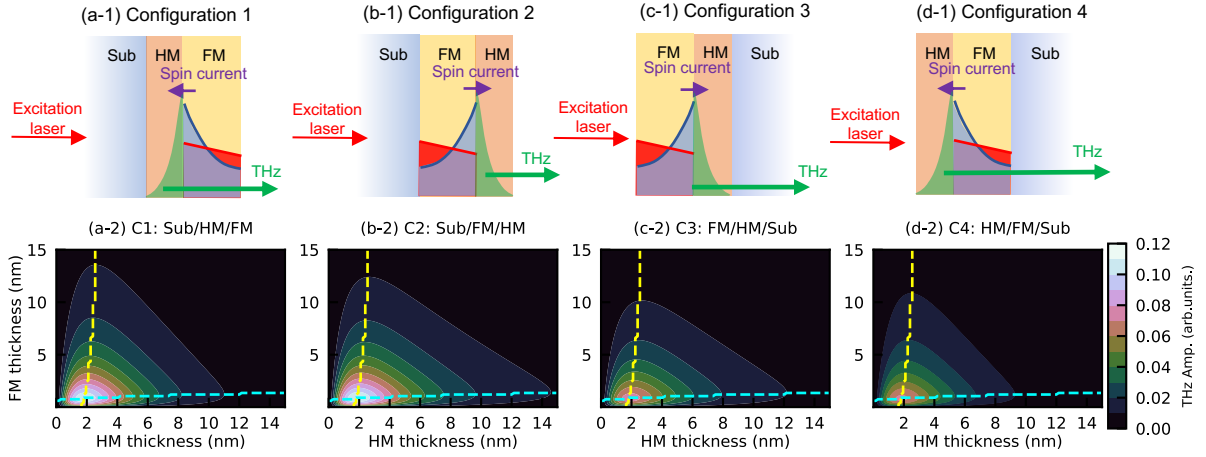 (a-1) Configuration 1
(b-1) Configuration 2
(c-1) Configuration 3
(d-1) Configuration 4
Sub
HM
FM
Spin current
Excitation
laser
THz
Sub
FM
HM
Spin current
Excitation
laser
THz
FM
HM
Sub
Spin current
Excitation
laser
THz
HM
FM
Sub
Spin current
Excitation
laser
THz
(a-2) C1: Sub/HM/FM
(b-2) C2: Sub/FM/HM
(c-2) C3: FM/HM/Sub
(d-2) C4: HM/FM/Sub
FM thickness (nm)
15
10
5
0 2 4 6 8 10 12 14
HM thickness (nm)
15
10
5
0 2 4 6 8 10 12 14
HM thickness (nm)
15
10
5
0 2 4 6 8 10 12 14
HM thickness (nm)
15
10
5
0 2 4 6 8 10 12 14
HM thickness (nm)
0.12
0.10
0.08
0.06
0.04
0.02
0.00
THz Amp. (arb.units.)